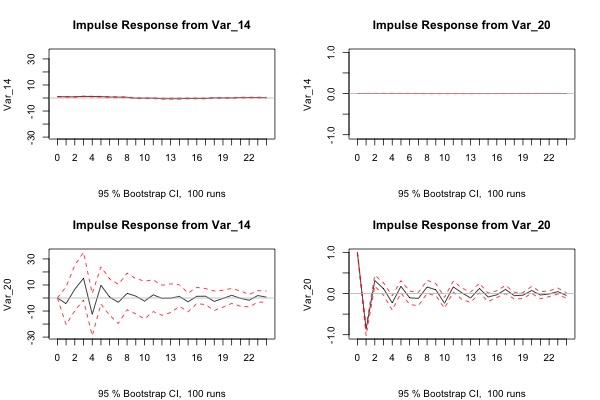 Impulse Response from Var_14
Impulse Response from Var_20
Var_14
30
10
-10
-30
0 2 4 6 8 10 13 16 19 22
95 % Bootstrap CI, 100 runs
Var_14
1.0
0.0
-1.0
0 2 4 6 8 10 13 16 19 22
95 % Bootstrap CI, 100 runs
Impulse Response from Var_14
Impulse Response from Var_20
Var_20
30
10
-10
-30
0 2 4 6 8 10 13 16 19 22
95 % Bootstrap CI, 100 runs
Var_20
1.0
0.0
-1.0
0 2 4 6 8 10 13 16 19 22
95 % Bootstrap CI, 100 runs